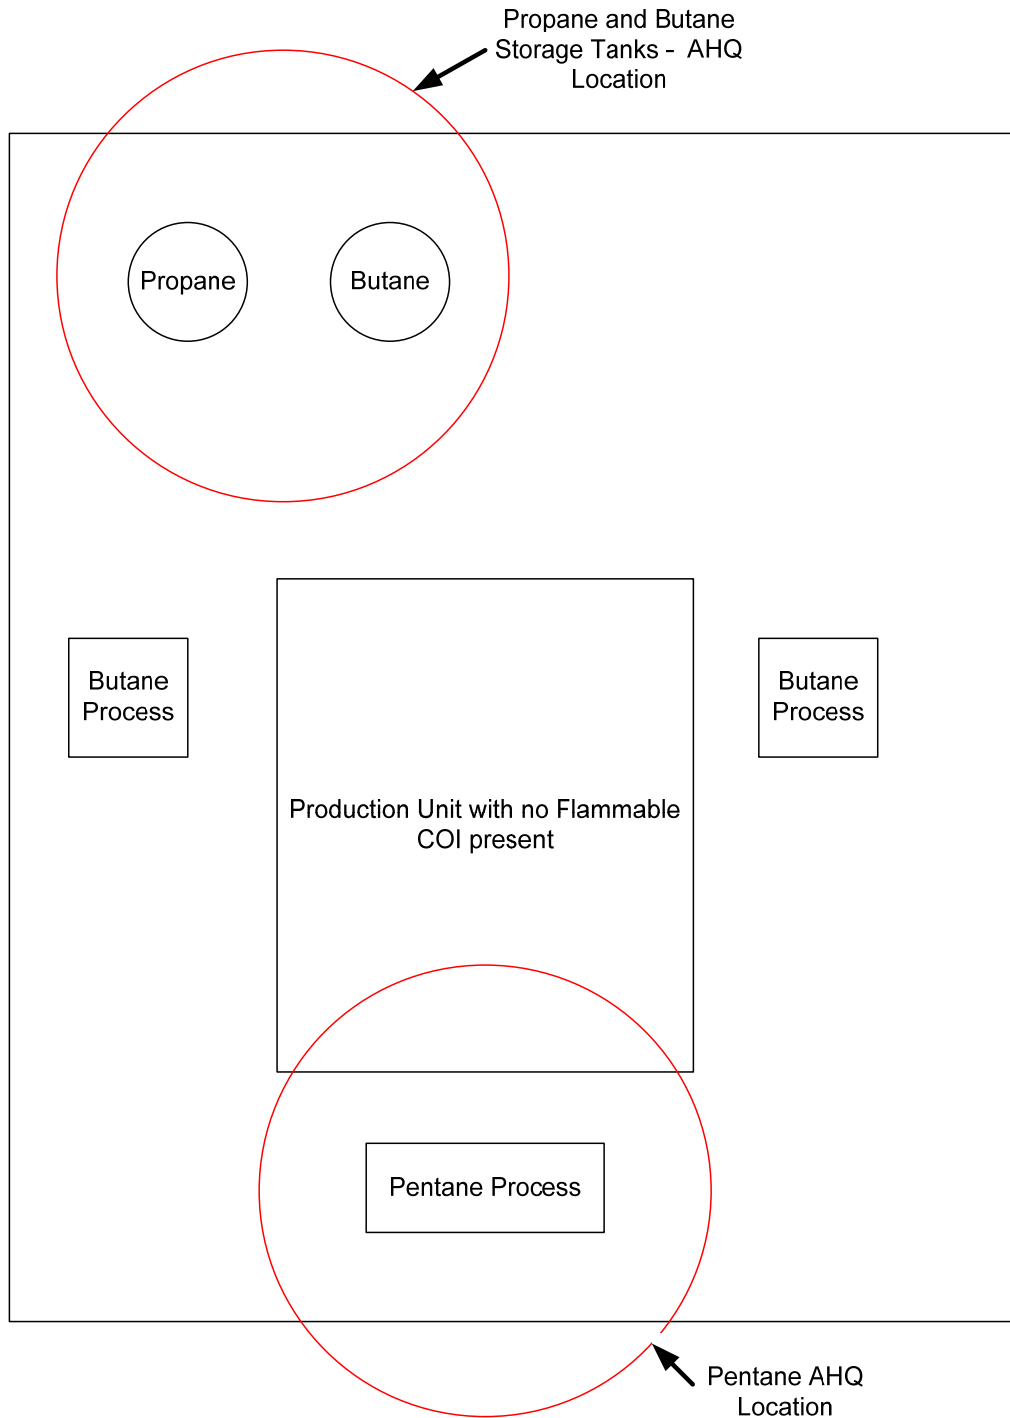 Propane and Butane
Storage Tanks - AHQ
Location
Propane
Butane
Butane
Process
Butane
Process
Production Unit with no Flammable
COI present
Pentane Process
Pentane AHQ
Location